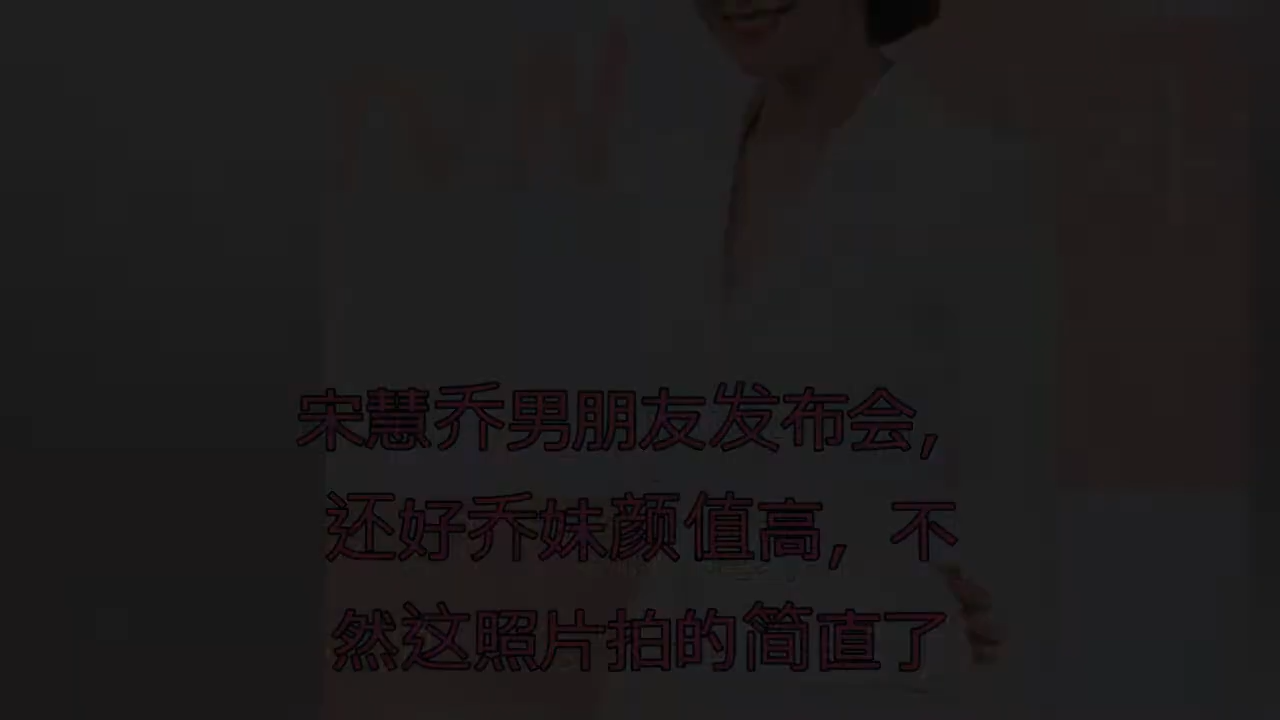 宋慧乔男朋友发布会，
还好乔妹颜值高，不
然这照片拍的简直了